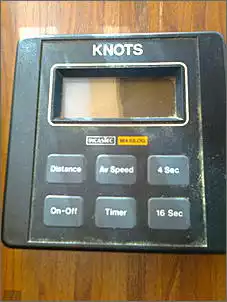 KNOTS
Distance
Av Speed
4 Sec
On-Off
Timer
16 Sec